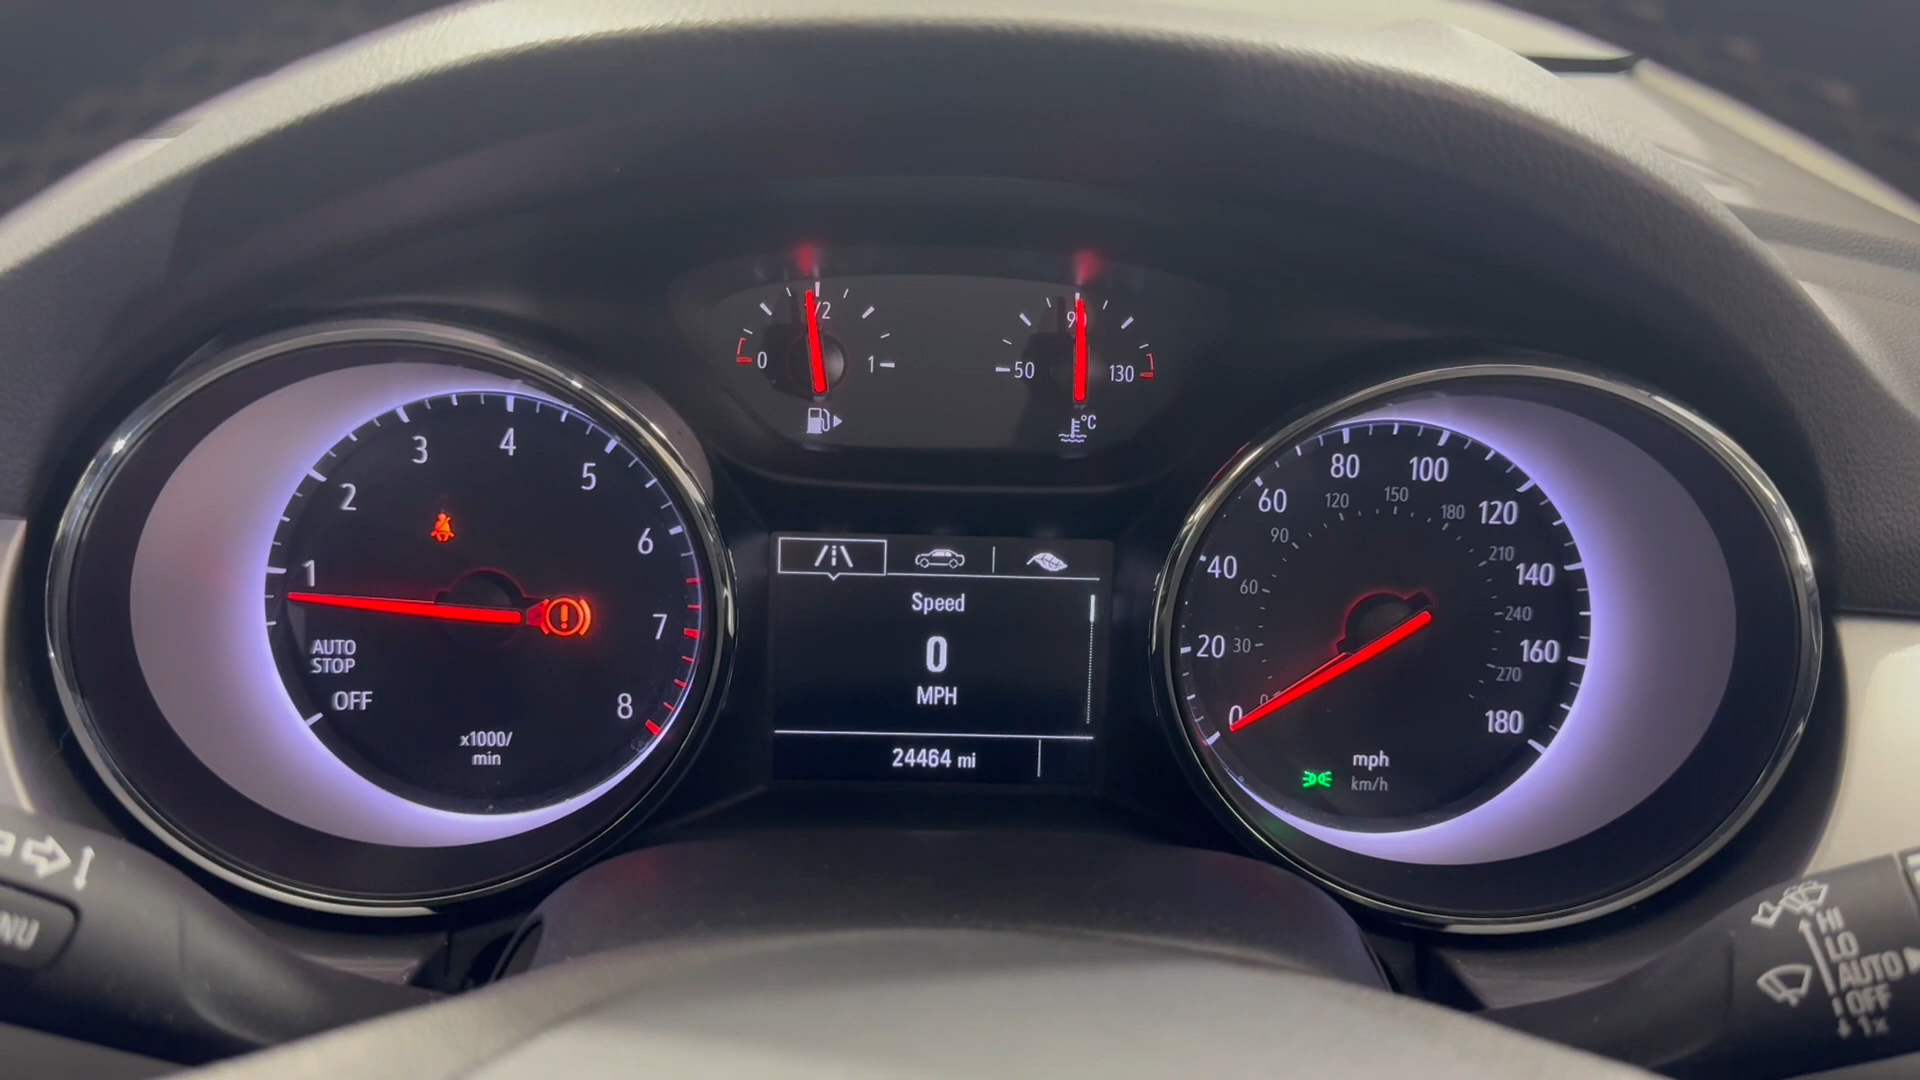 0
1/2
1
50
90
130
°C
1
2
3
4
5
6
7
8
AUTO
STOP
OFF
x1000/
min
Speed
0
MPH
24464 mi
0
20
40
60
80
100
120
140
160
180
0
30
60
90
120
150
180
210
240
270
mph
km/h
NU
HI
LO
AUTO
OFF
1x